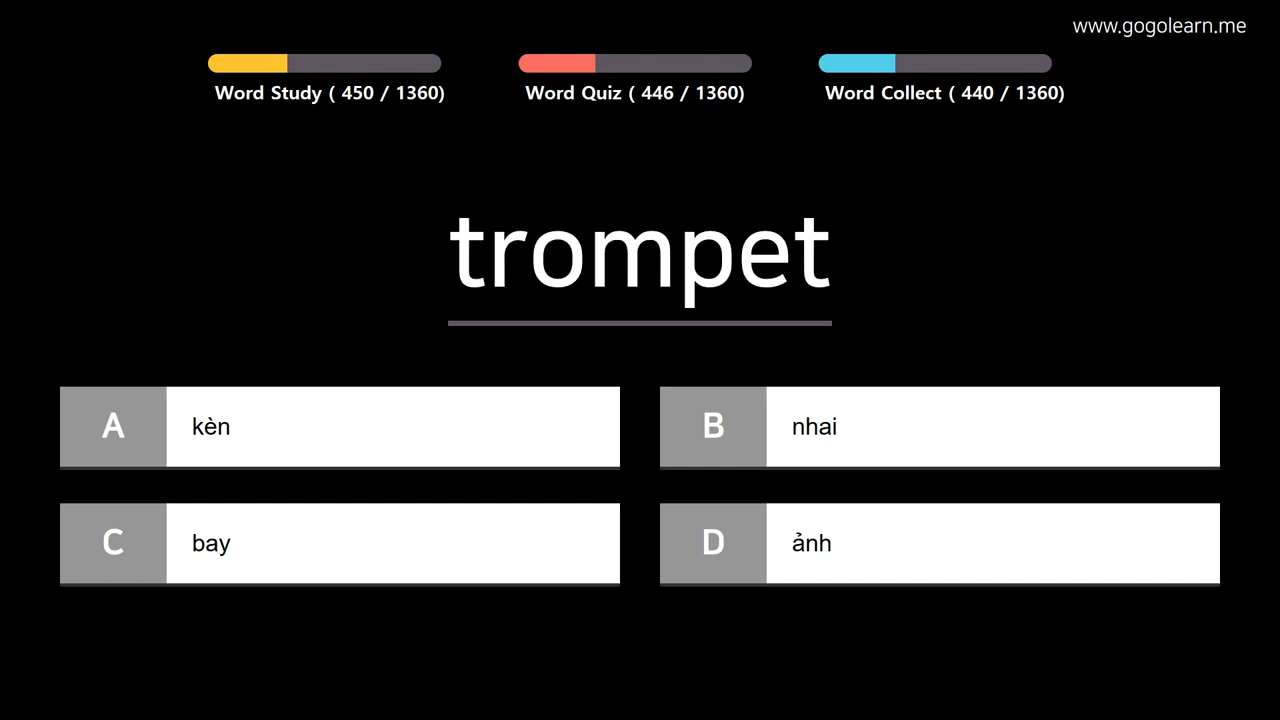 www.gogolearn.me
Word Study ( 450 / 1360)
Word Quiz ( 446 / 1360)
Word Collect ( 440 / 1360)
trompet
A kèn
B nhai
C bay
D ảnh